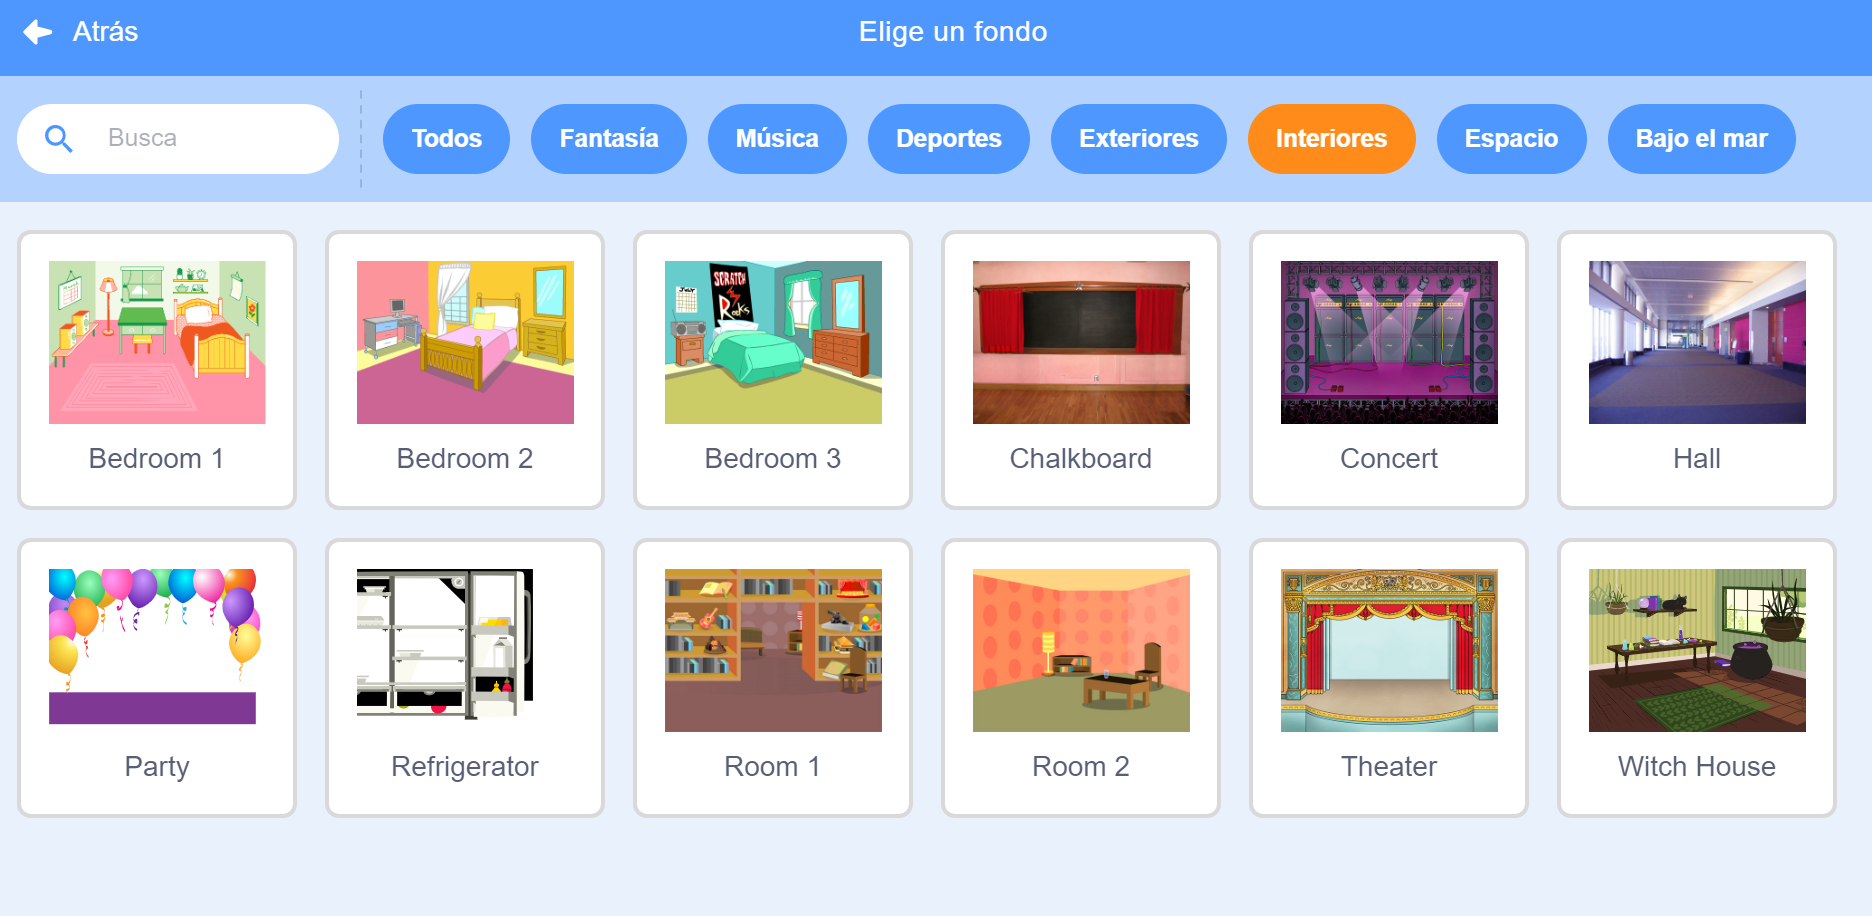 Atrás
Elige un fondo
Busca
Todos
Fantasía
Música
Deportes
Exteriores
Interiores
Espacio
Bajo el mar
SCRATCH
Rocks
JULY
Bedroom 1
Bedroom 2
Bedroom 3
Chalkboard
Concert
Hall
Party
Refrigerator
Room 1
Room 2
Theater
Witch House